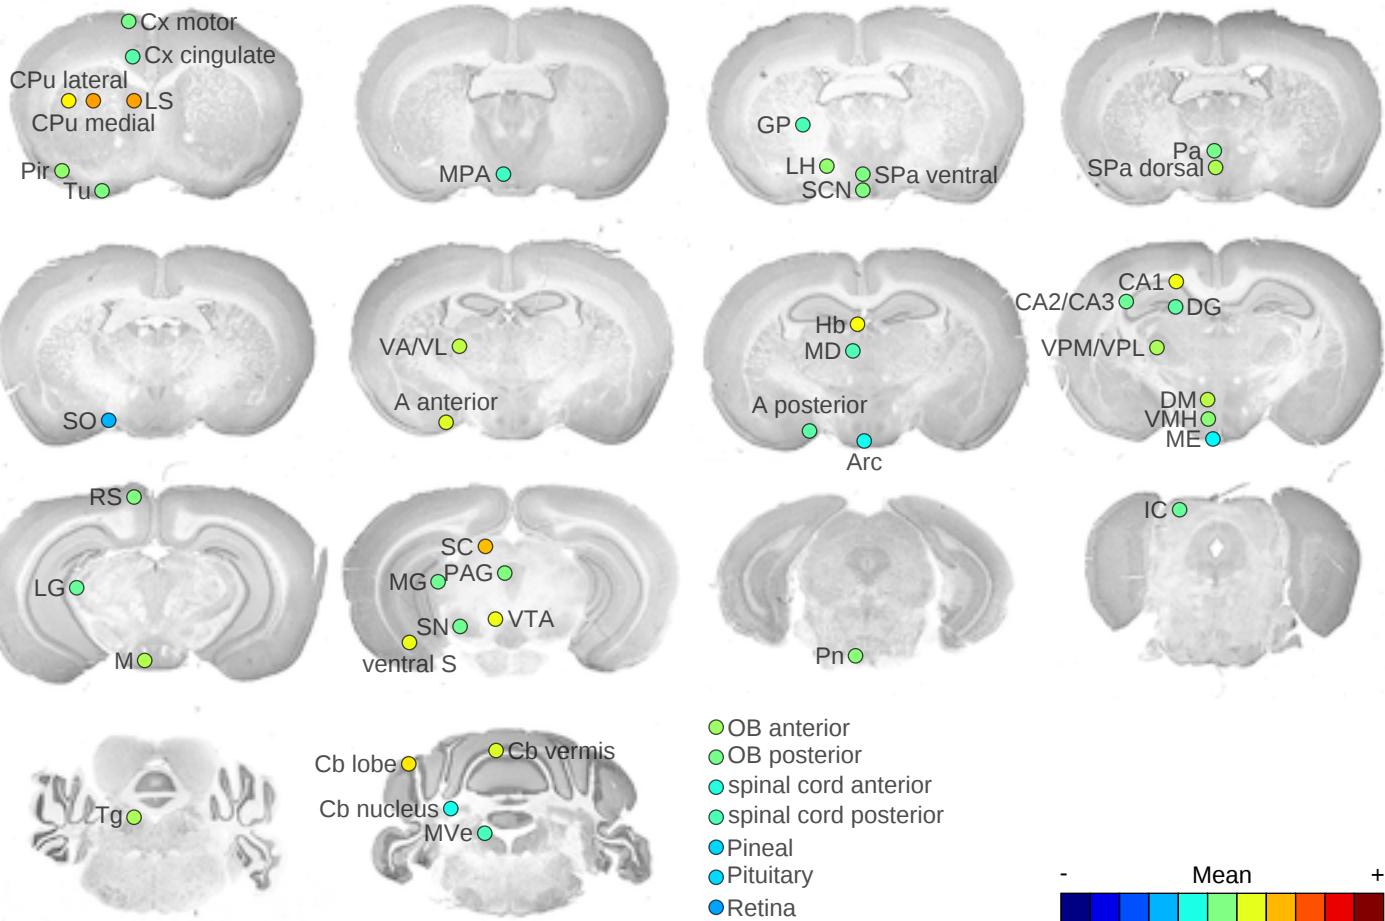 Cx motor
Cx cingulate
CPu lateral
LS
CPu medial
Pir
Tu
MPA
GP
LH
SPa ventral
SCN
Pa
SPa dorsal
SO
VA/VL
A anterior
Hb
MD
A posterior
Arc
CA1
CA2/CA3
DG
VPM/VPL
DM
VMH
ME
RS
LG
M
SC
MG
PAG
SN
VTA
ventral S
Pn
IC
Tg
Cb lobe
Cb vermis
Cb nucleus
MVe
OB anterior
OB posterior
spinal cord anterior
spinal cord posterior
Pineal
Pituitary
Retina
- Mean +